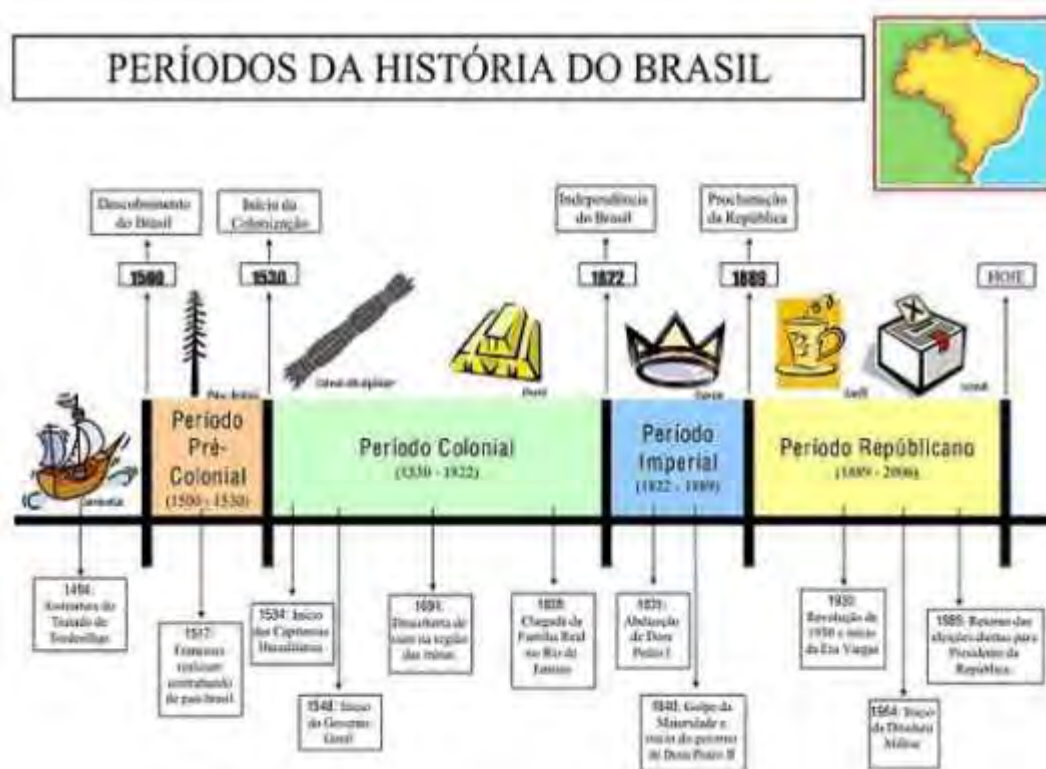 PERÍODOS DA HISTÓRIA DO BRASIL
Descobrimento
do Brasil
Início da
Colonização
Independência
do Brasil
Proclamação
da República
1500
1530
1822
1889
HOJE
Ouro
Café
Período
Pré-
Colonial
(1500 - 1530)
Período Colonial
(1530 - 1822)
Período
Imperial
(1822 - 1889)
Período Repúblicano
(1889 - 2006)
1494:
Assinatura do
Tratado de
Tordesilhas
1517:
Franceses
realizam
contrabando
de pau-brasil
1534: Início
das Capitanias
Hereditárias
1548: Início
do Governo
Geral
Descoberta de
ouro na região
das minas
1808:
Chegada da
Família Real
no Rio de
Janeiro
1831:
Abdicação de
Dom
Pedro I
1840: Golpe da
Maioridade e
início do governo
de Dom Pedro II
1930:
Revolução de
1930 e início
da Era Vargas
1964: Início
da Ditadura
Militar
1985: Retorno das
eleições diretas para
Presidente da
República.